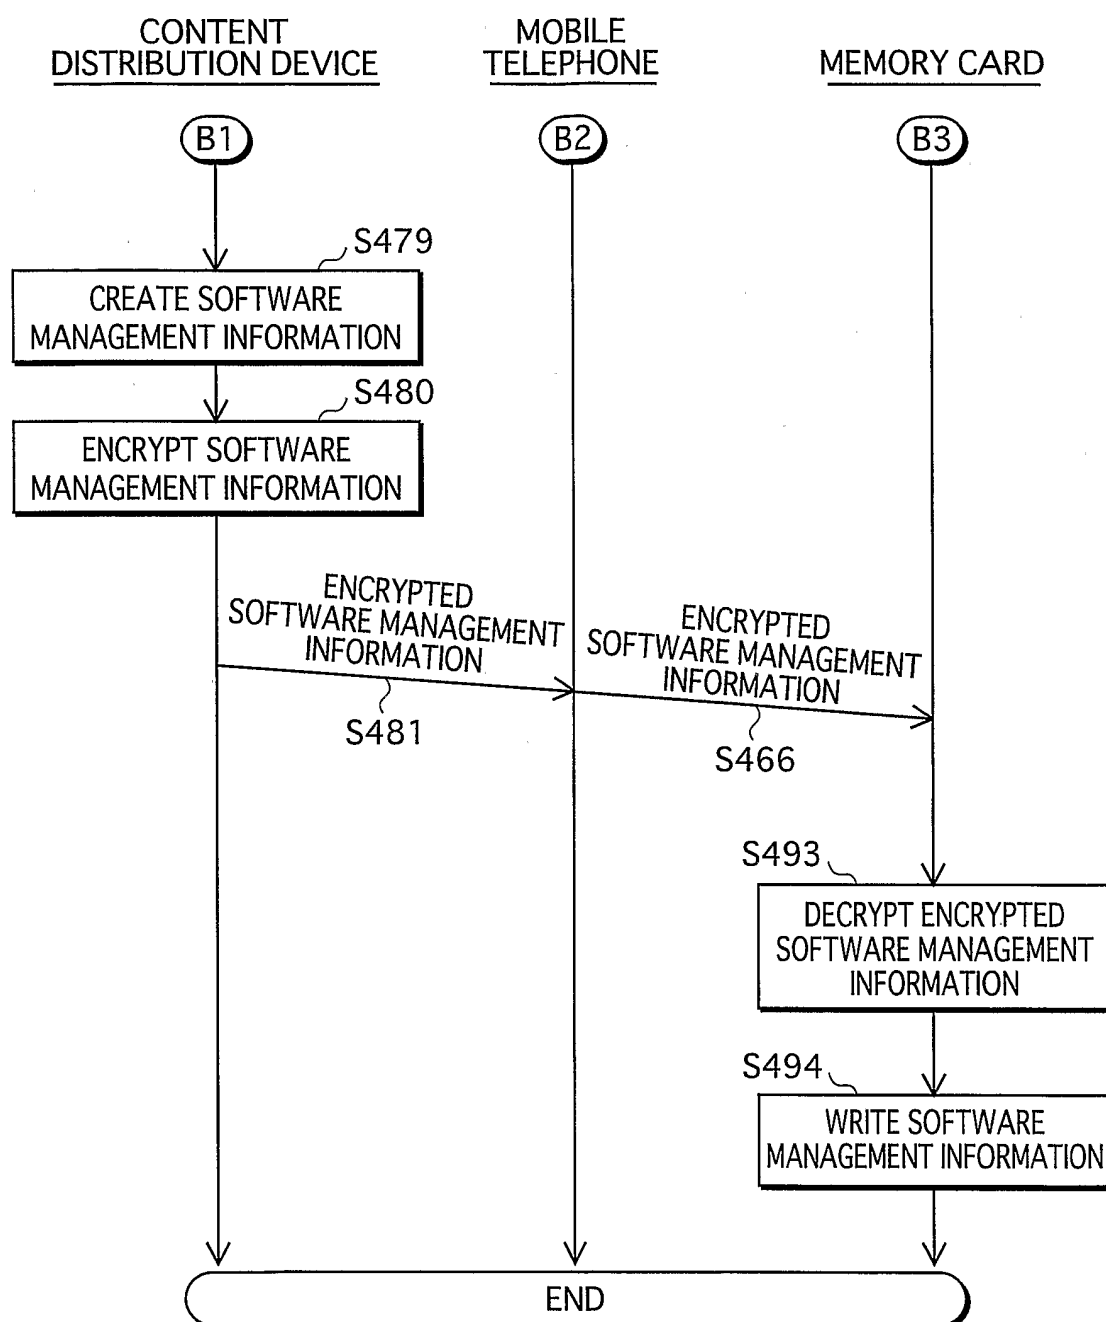 CONTENT
DISTRIBUTION DEVICE
MOBILE
TELEPHONE
MEMORY CARD
B1
B2
B3
S479
CREATE SOFTWARE
MANAGEMENT INFORMATION
S480
ENCRYPT SOFTWARE
MANAGEMENT INFORMATION
ENCRYPTED
SOFTWARE MANAGEMENT
INFORMATION
S481
ENCRYPTED
SOFTWARE MANAGEMENT
INFORMATION
S466
S493
DECRYPT ENCRYPTED
SOFTWARE MANAGEMENT
INFORMATION
S494
WRITE SOFTWARE
MANAGEMENT INFORMATION
END